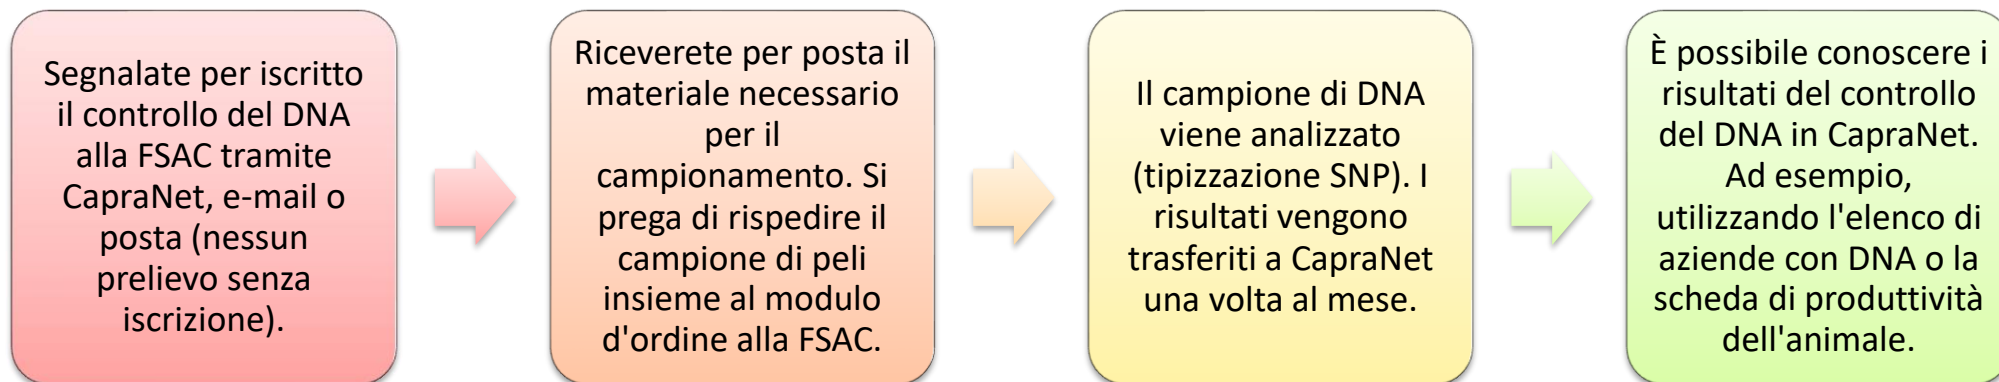 Segnalate per iscritto
il controllo del DNA
alla FSAC tramite
CapraNet, e-mail o
posta (nessun
prelievo senza
iscrizione).
Riceverete per posta il
materiale necessario
per il
campionamento. Si
prega di rispedire il
campione di peli
insieme al modulo
d'ordine alla FSAC.
Il campione di DNA
viene analizzato
(tipizzazione SNP). I
risultati vengono
trasferiti a CapraNet
una volta al mese.
È possibile conoscere i
risultati del controllo
del DNA in CapraNet.
Ad esempio,
utilizzando l'elenco di
aziende con DNA o la
scheda di produttività
dell'animale.